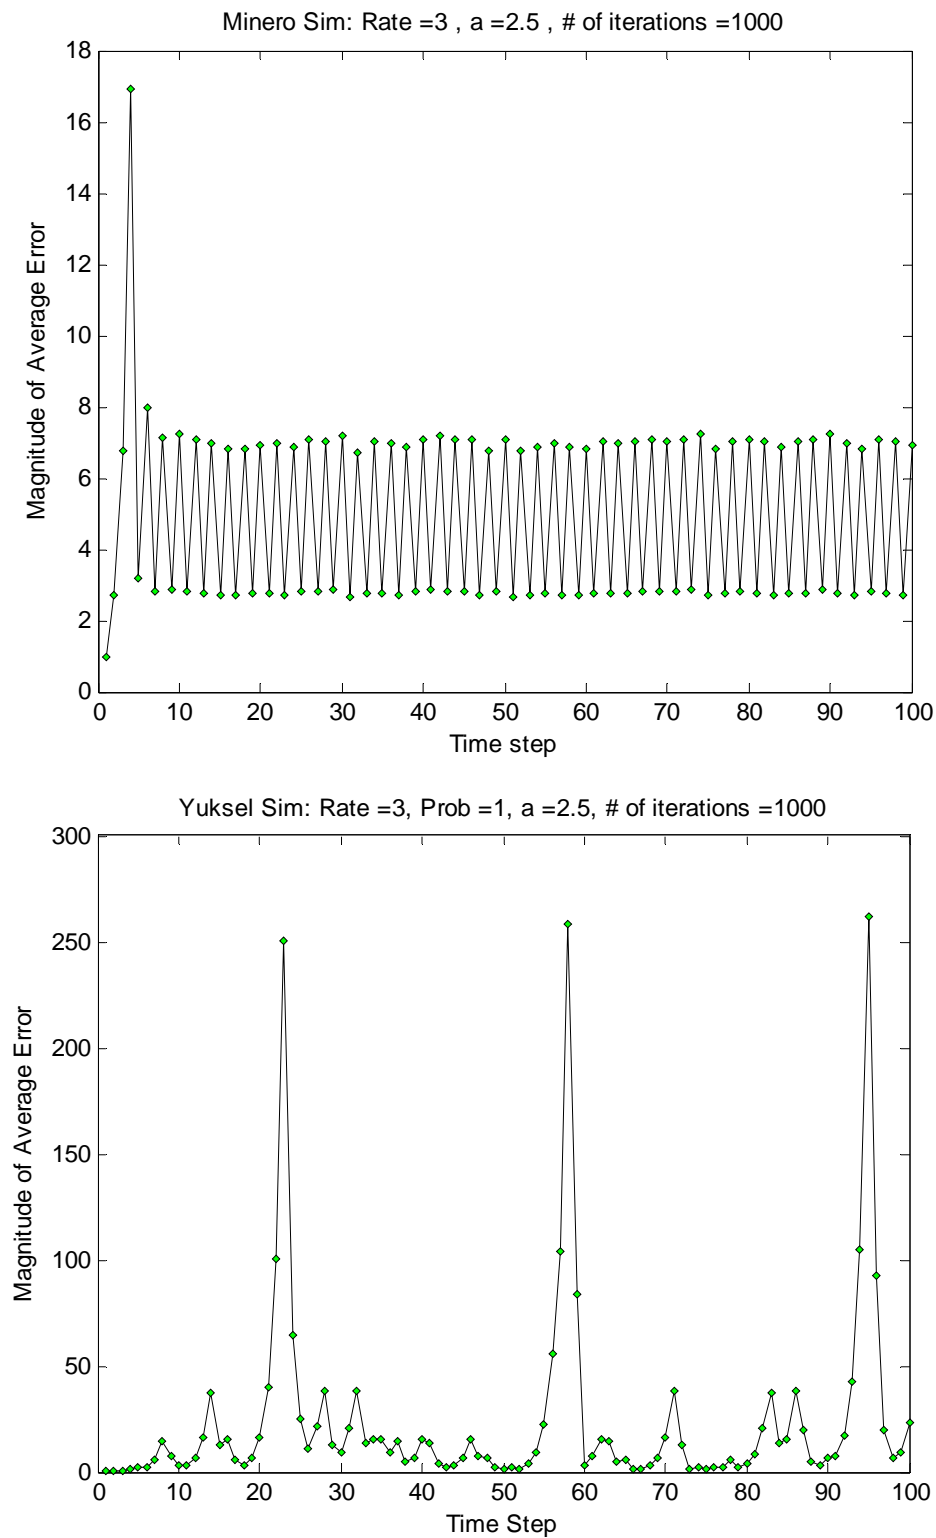 Minero Sim: Rate =3 , a =2.5 , # of iterations =1000
Magnitude of Average Error
18
16
14
12
10
8
6
4
2
0
0 10 20 30 40 50 60 70 80 90 100
Time step
Yuksel Sim: Rate =3, Prob =1, a =2.5, # of iterations =1000
Magnitude of Average Error
300
250
200
150
100
50
0
0 10 20 30 40 50 60 70 80 90 100
Time Step